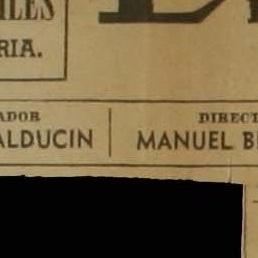 ILES
RIA.
ADOR
ALDUCIN
DIRECT
MANUEL B